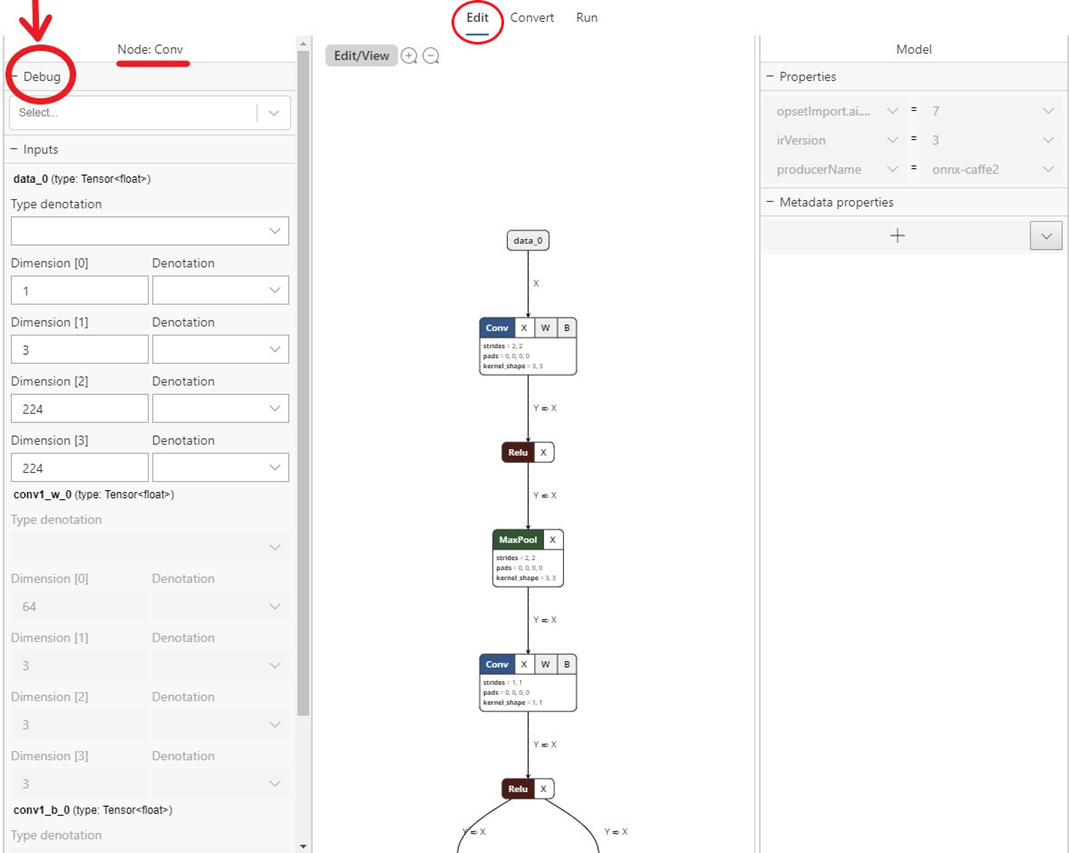 Edit Convert Run
Node: Conv
Debug
Select...
Inputs
data_0 (type: Tensor<float>)
Type denotation
Dimension [0] Denotation
1
Dimension [1] Denotation
3
Dimension [2] Denotation
224
Dimension [3] Denotation
224
conv1_w_0 (type: Tensor<float>)
Type denotation
Dimension [0] Denotation
64
Dimension [1] Denotation
3
Dimension [2] Denotation
3
Dimension [3] Denotation
3
conv1_b_0 (type: Tensor<float>)
Type denotation
Edit/View
data_0
X
Conv X W B
strides = 2, 2
pads = 0, 0, 0, 0
kernel_shape = 3, 3
Y ⇨ X
Relu X
Y ⇨ X
MaxPool X
strides = 2, 2
pads = 0, 0, 0, 0
kernel_shape = 3, 3
Y ⇨ X
Conv X W B
strides = 1, 1
pads = 0, 0, 0, 0
kernel_shape = 1, 1
Y ⇨ X
Relu X
Y ⇨ X Y ⇨ X
Model
Properties
opsetImport.ai.... = 7
irVersion = 3
producerName = onnx-caffe2
Metadata properties